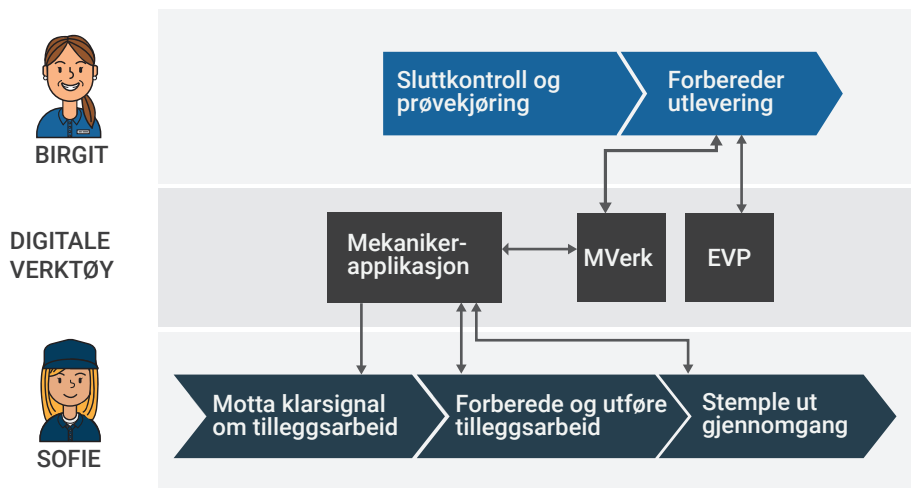 Sluttkontroll og
prøvekjøring
Forbereder
utlevering
BIRGIT
DIGITALE
VERKTØY
Mekaniker-
applikasjon
MVerk
EVP
Motta klarsignal
om tilleggsarbeid
Forberede og utføre
tilleggsarbeid
Stemple ut
gjennomgang
SOFIE